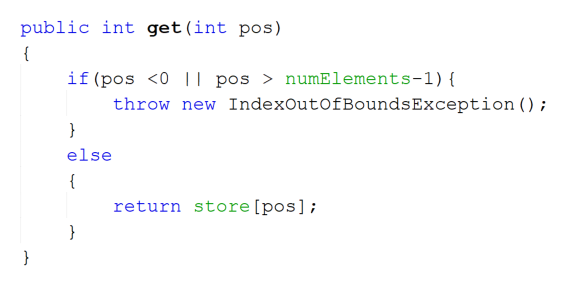 public int get(int pos)
{
    if(pos <0 || pos > numElements-1){
        throw new IndexOutOfBoundsException();
    }
    else
    {
        return store[pos];
    }
}